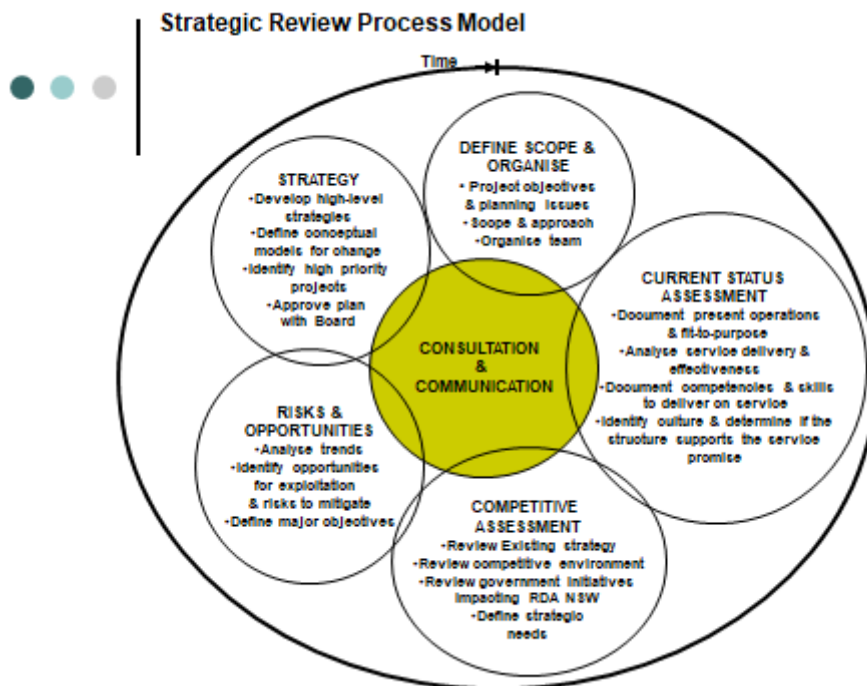 Strategic Review Process Model
Time
DEFINE SCOPE &
ORGANISE
• Project objectives
& planning issues
•Scope & approach
•Organise team
CURRENT STATUS
ASSESSMENT
•Document present operations
& fit-to-purpose
•Analyse service delivery &
effectiveness
•Document competencies & skills
to deliver on service
•Identify culture & determine if the
structure supports the service
promise
COMPETITIVE
ASSESSMENT
•Review Existing strategy
•Review competitive environment
•Review government initiatives
impacting RDA NSW
•Define strategic
needs
RISKS &
OPPORTUNITIES
•Analyse trends
•Identify opportunities
for exploitation
& risks to mitigate
•Define major objectives
STRATEGY
•Develop high-level
strategies
•Define conceptual
models for change
•Identify high priority
projects
•Approve plan
with Board
CONSULTATION
&
COMMUNICATION